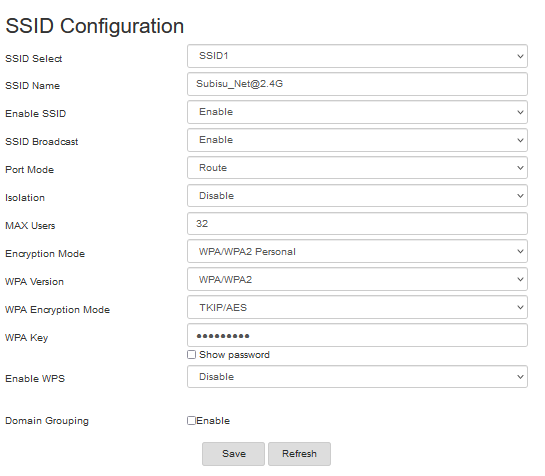 SSID Configuration
SSID Select SSID1
SSID Name Subisu_Net@2.4G
Enable SSID Enable
SSID Broadcast Enable
Port Mode Route
Isolation Disable
MAX Users 32
Encryption Mode WPA/WPA2 Personal
WPA Version WPA/WPA2
WPA Encryption Mode TKIP/AES
WPA Key •••••••••
Show password
Enable WPS Disable
Domain Grouping Enable
Save Refresh